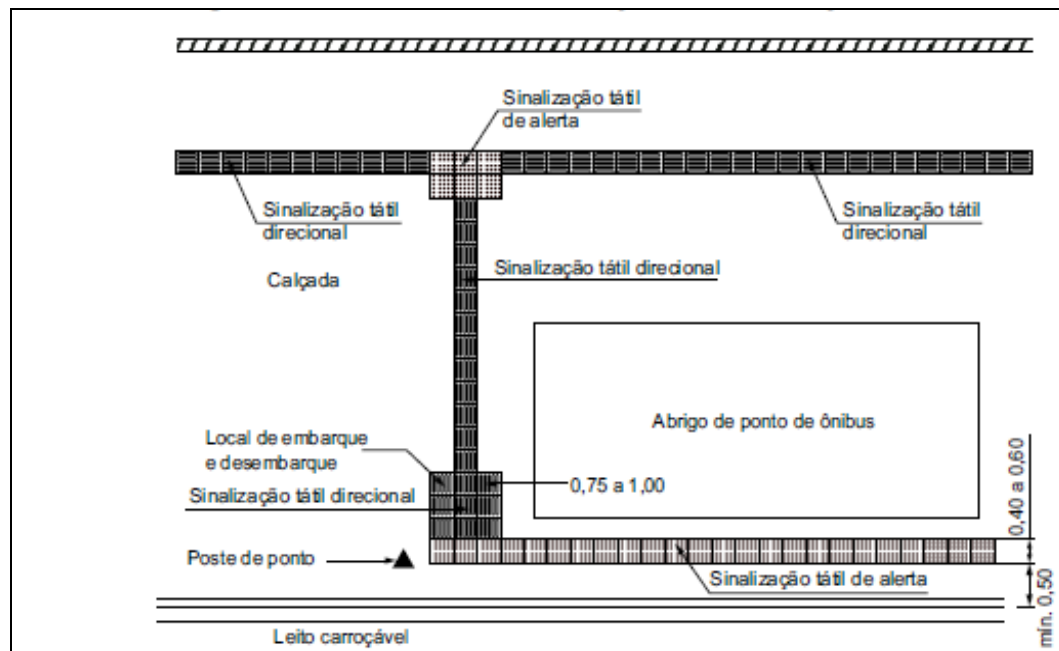 Sinalização tátil
de alerta
Sinalização tátil
direcional
Sinalização tátil
direcional
Calçada
Sinalização tátil direcional
Abrigo de ponto de ônibus
Local de embarque
e desembarque
Sinalização tátil direcional
0,75 a 1,00
0,40 a 0,60
Poste de ponto
Sinalização tátil de alerta
mín. 0,50
Leito carroçável